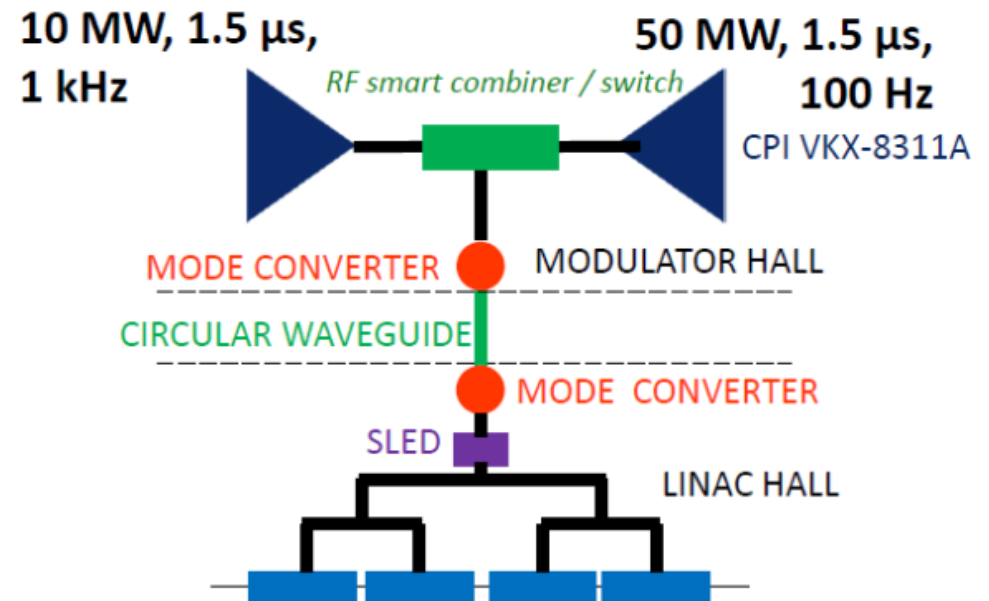 10 MW, 1.5 μs,
1 kHz
50 MW, 1.5 μs,
100 Hz
RF smart combiner / switch
CPI VKX-8311A
MODE CONVERTER
MODULATOR HALL
CIRCULAR WAVEGUIDE
MODE CONVERTER
SLED
LINAC HALL